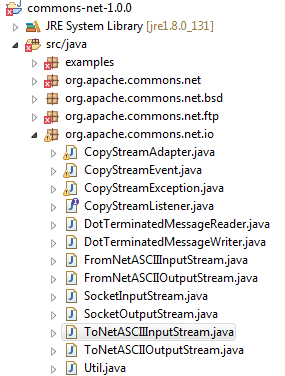 commons-net-1.0.0
JRE System Library [jre1.8.0_131]
src/java
examples
org.apache.commons.net
org.apache.commons.net.bsd
org.apache.commons.net.ftp
org.apache.commons.net.io
CopyStreamAdapter.java
CopyStreamEvent.java
CopyStreamException.java
CopyStreamListener.java
DotTerminatedMessageReader.java
DotTerminatedMessageWriter.java
FromNetASCIIInputStream.java
FromNetASCIIOutputStream.java
SocketInputStream.java
SocketOutputStream.java
ToNetASCIIInputStream.java
ToNetASCIIOutputStream.java
Util.java